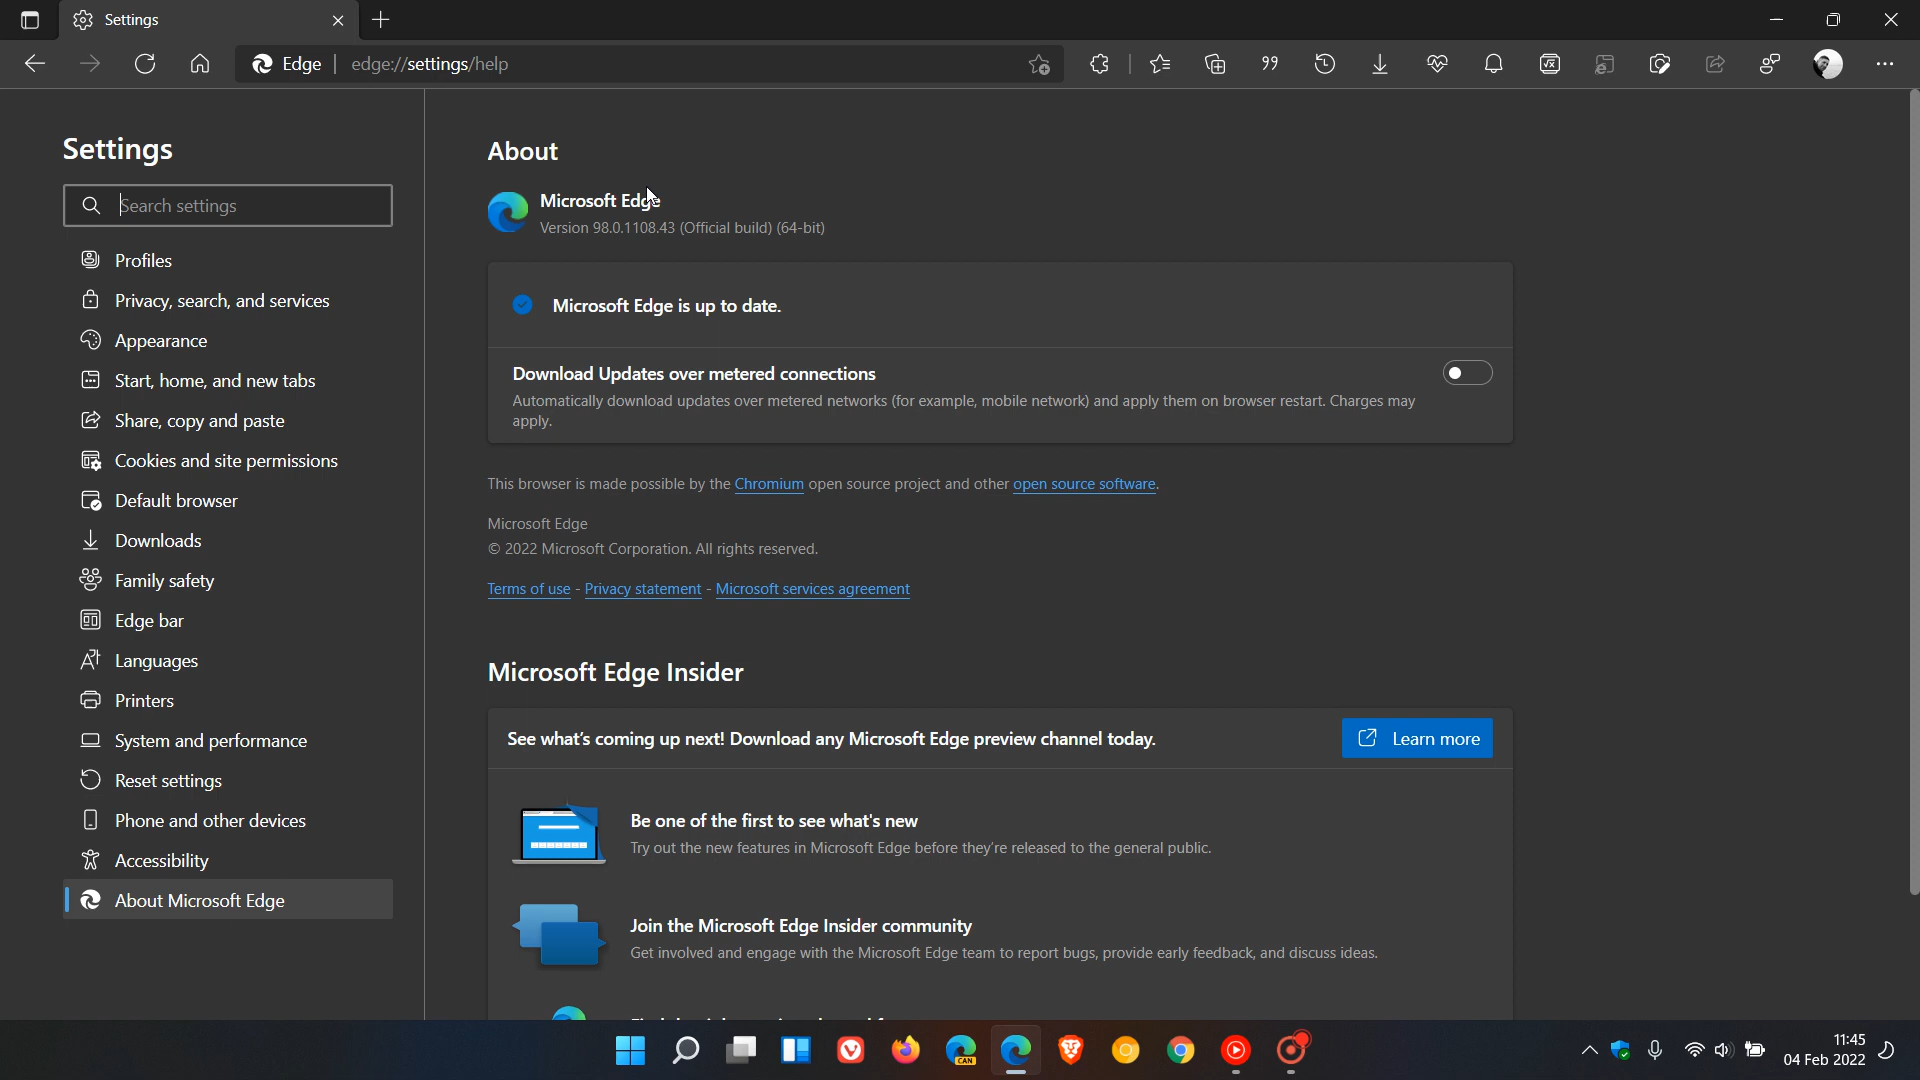 Settings
Edge
edge://settings/help
Settings
Search settings
Profiles
Privacy, search, and services
Appearance
Start, home, and new tabs
Share, copy and paste
Cookies and site permissions
Default browser
Downloads
Family safety
Edge bar
Languages
Printers
System and performance
Reset settings
Phone and other devices
Accessibility
About Microsoft Edge
About
Microsoft Edge
Version 98.0.1108.43 (Official build) (64-bit)
Microsoft Edge is up to date.
Download Updates over metered connections
Automatically download updates over metered networks (for example, mobile network) and apply them on browser restart. Charges may
apply.
This browser is made possible by the Chromium open source project and other open source software.
Microsoft Edge
© 2022 Microsoft Corporation. All rights reserved.
Terms of use - Privacy statement - Microsoft services agreement
Microsoft Edge Insider
See what's coming up next! Download any Microsoft Edge preview channel today.
Learn more
Be one of the first to see what's new
Try out the new features in Microsoft Edge before they're released to the general public.
Join the Microsoft Edge Insider community
Get involved and engage with the Microsoft Edge team to report bugs, provide early feedback, and discuss ideas.
CAN
11:45
04 Feb 2022